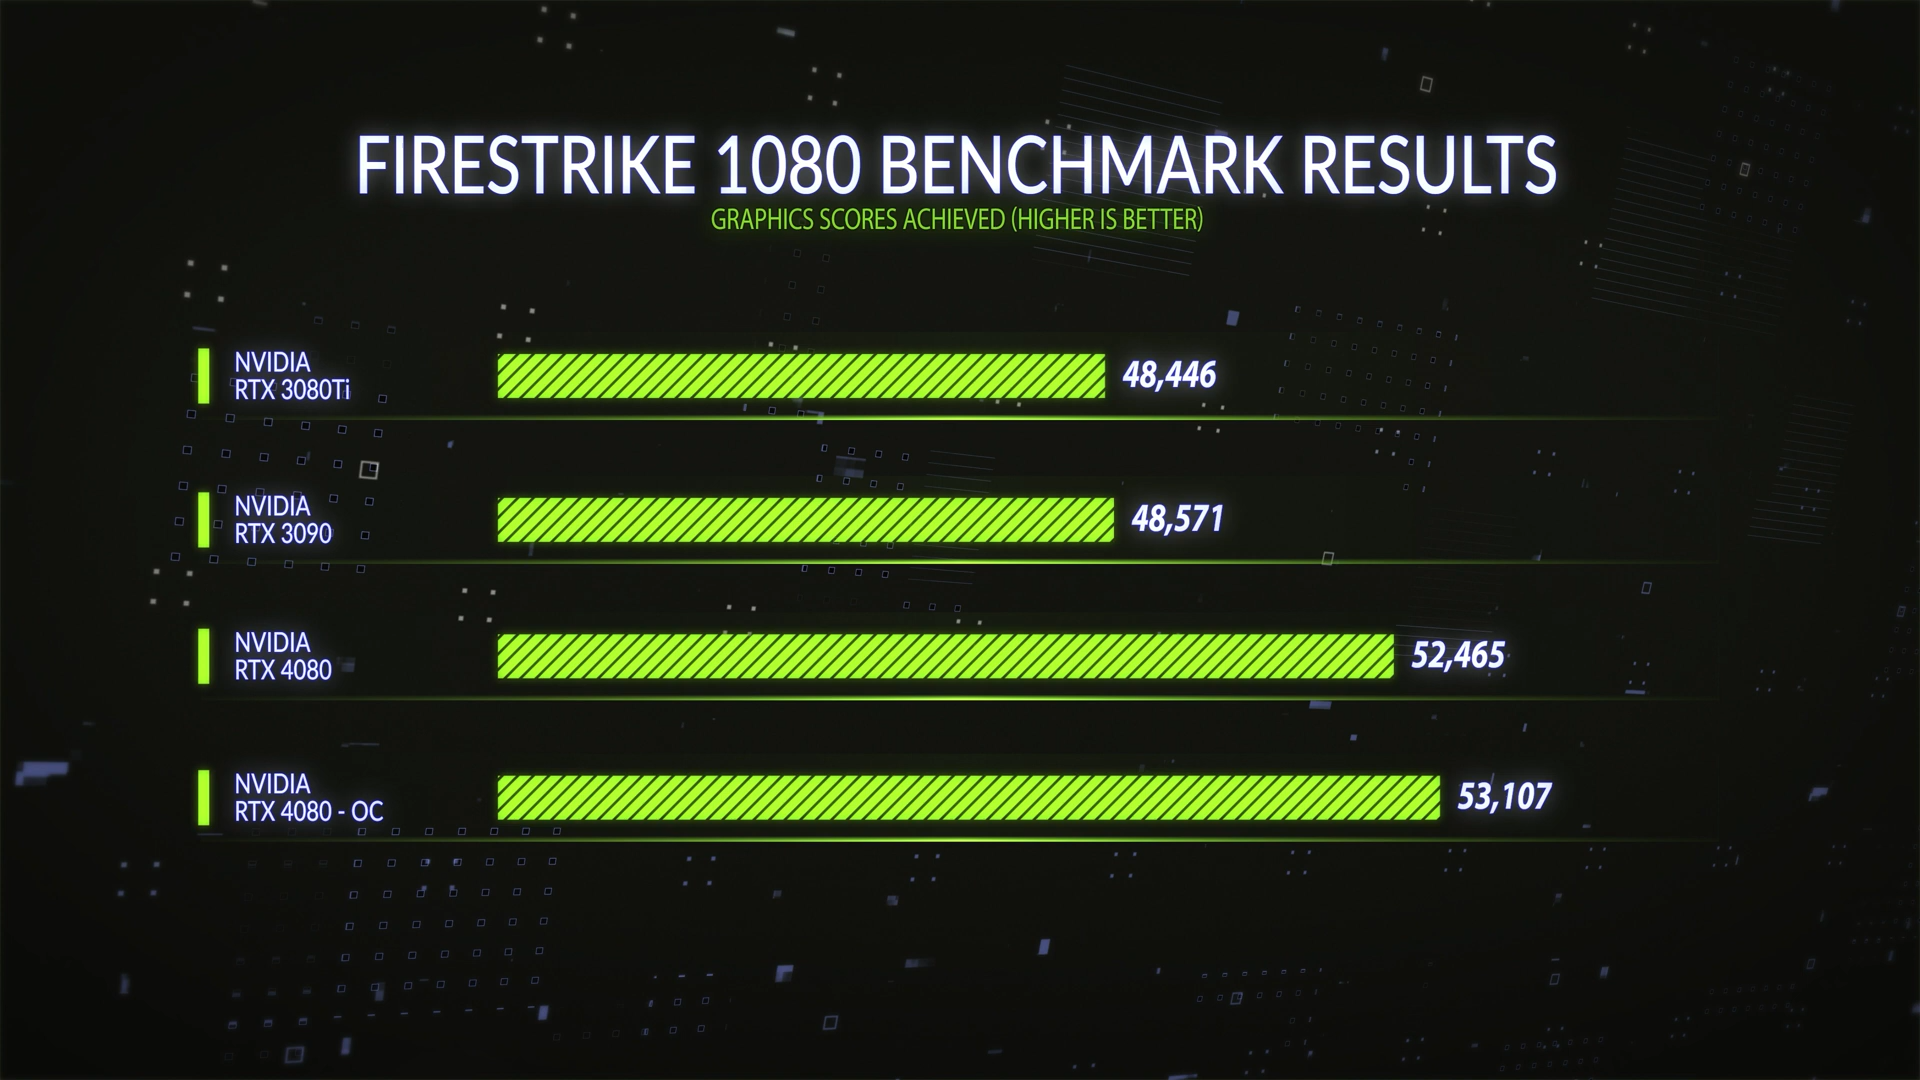 FIRESTRIKE 1080 BENCHMARK RESULTS
GRAPHICS SCORES ACHIEVED (HIGHER IS BETTER)
NVIDIA
RTX 3080Ti
48,446
NVIDIA
RTX 3090
48,571
NVIDIA
RTX 4080
52,465
NVIDIA
RTX 4080 - OC
53,107